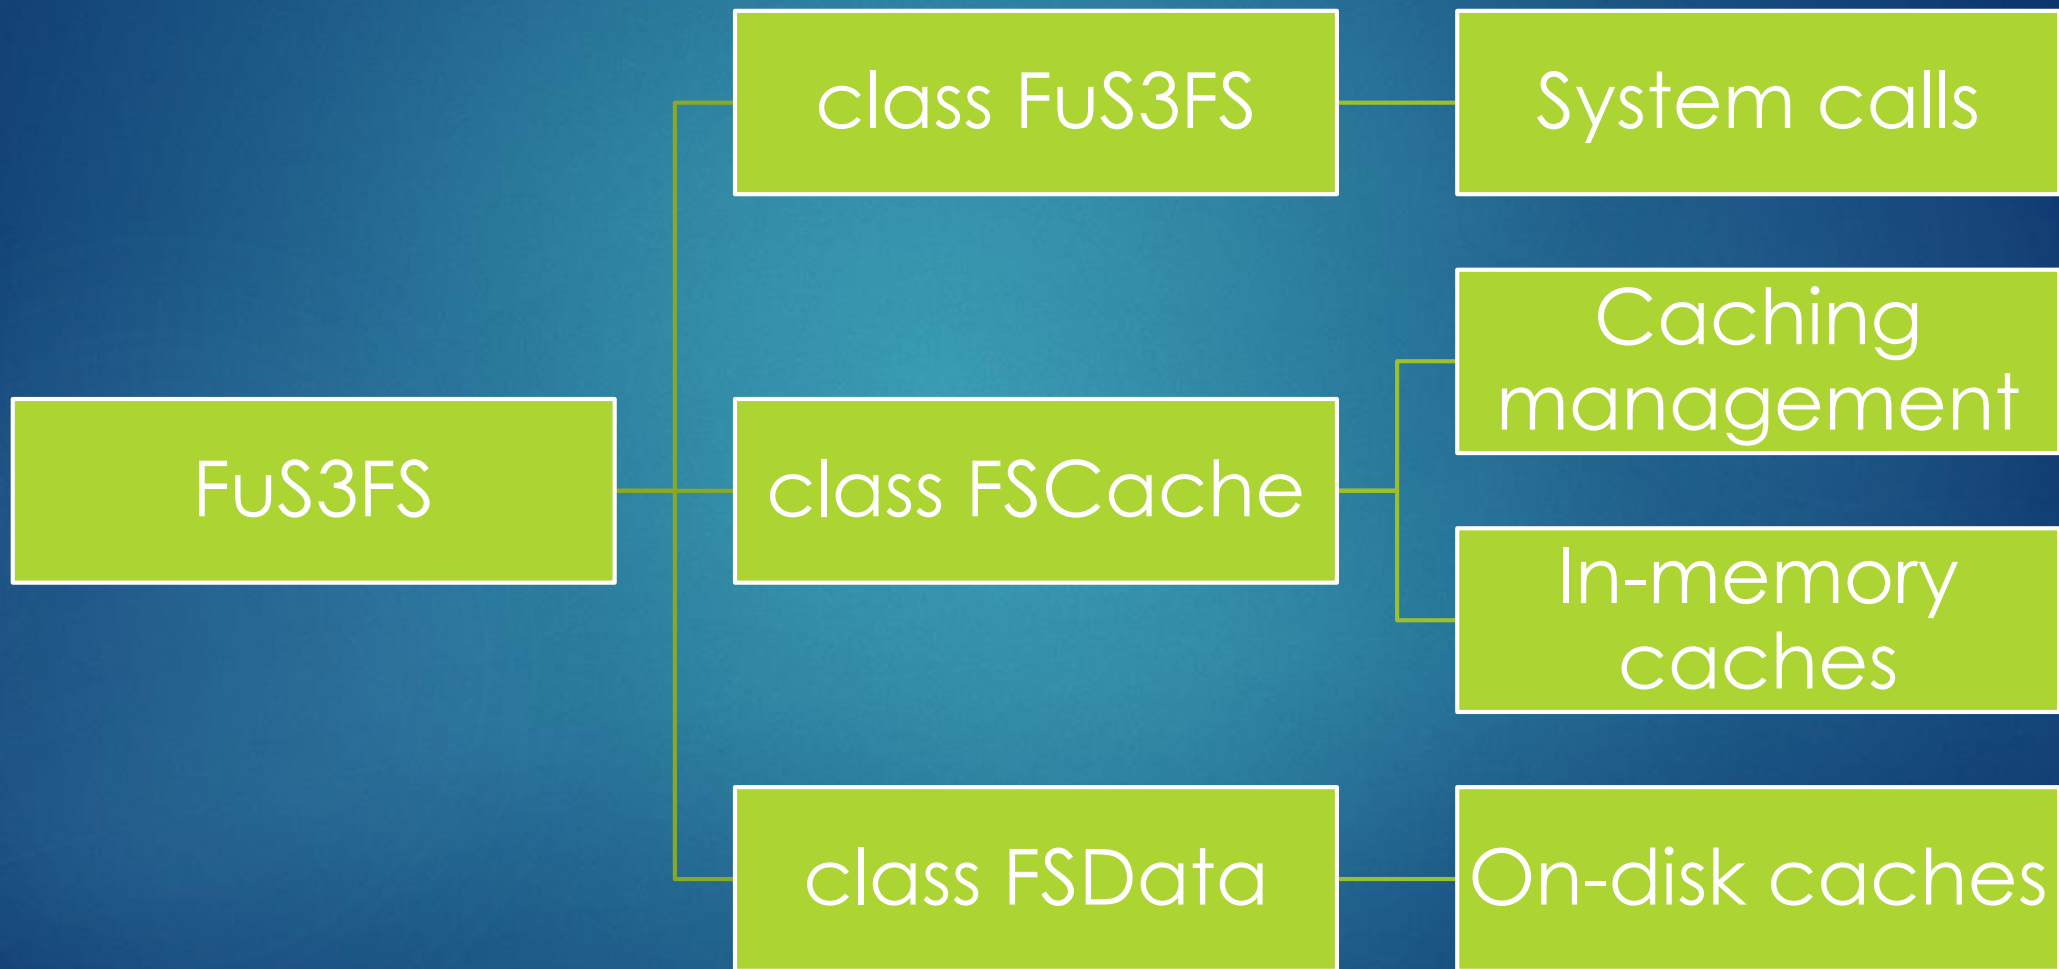 FuS3FS
class FuS3FS
System calls
class FSCache
Caching
management
In-memory
caches
class FSData
On-disk caches